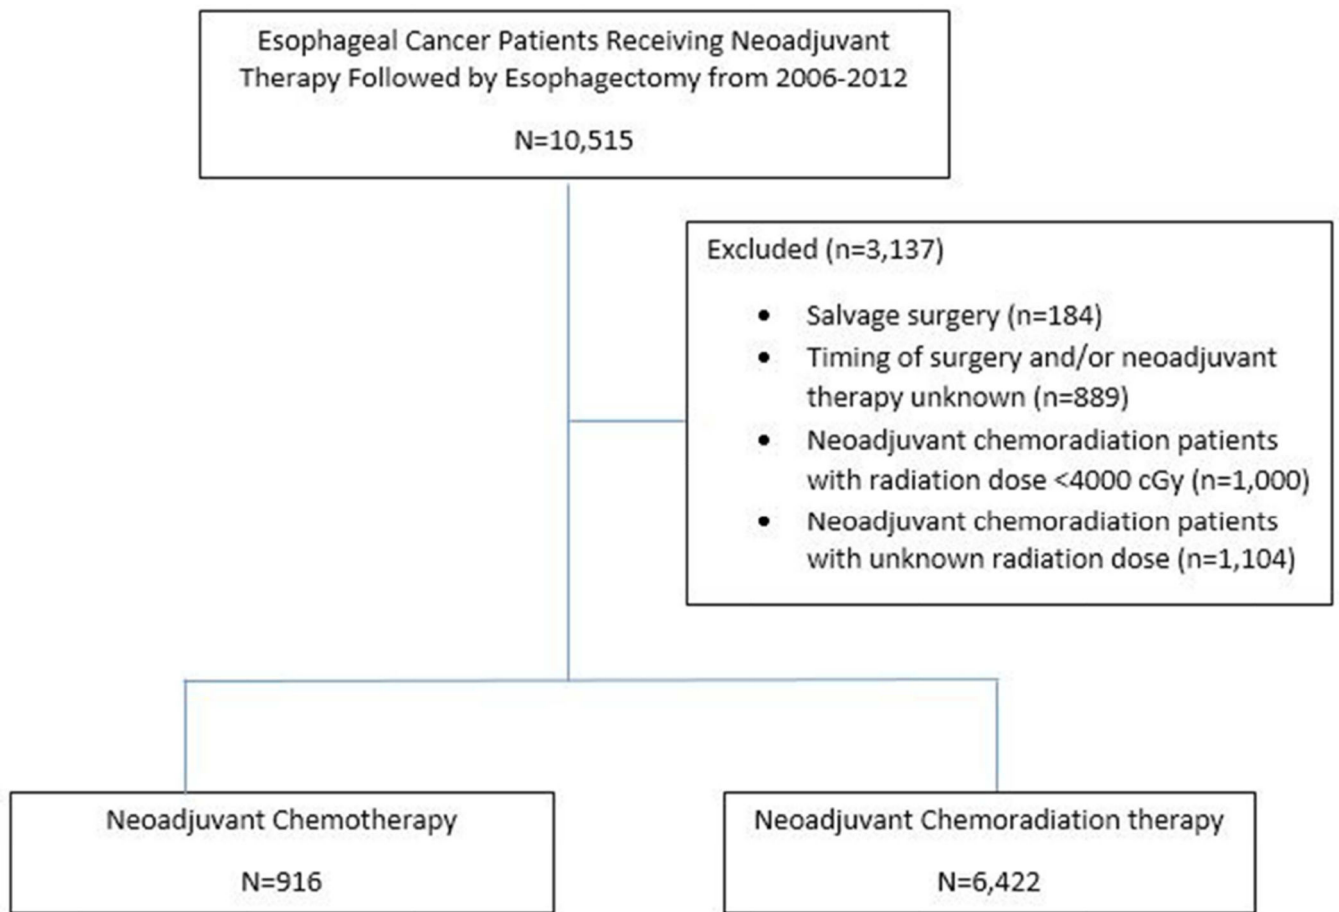 Esophageal Cancer Patients Receiving Neoadjuvant
Therapy Followed by Esophagectomy from 2006-2012
N=10,515
Excluded (n=3,137)
• Salvage surgery (n=184)
• Timing of surgery and/or neoadjuvant
therapy unknown (n=889)
• Neoadjuvant chemoradiation patients
with radiation dose <4000 cGy (n=1,000)
• Neoadjuvant chemoradiation patients
with unknown radiation dose (n=1,104)
Neoadjuvant Chemotherapy
N=916
Neoadjuvant Chemoradiation therapy
N=6,422